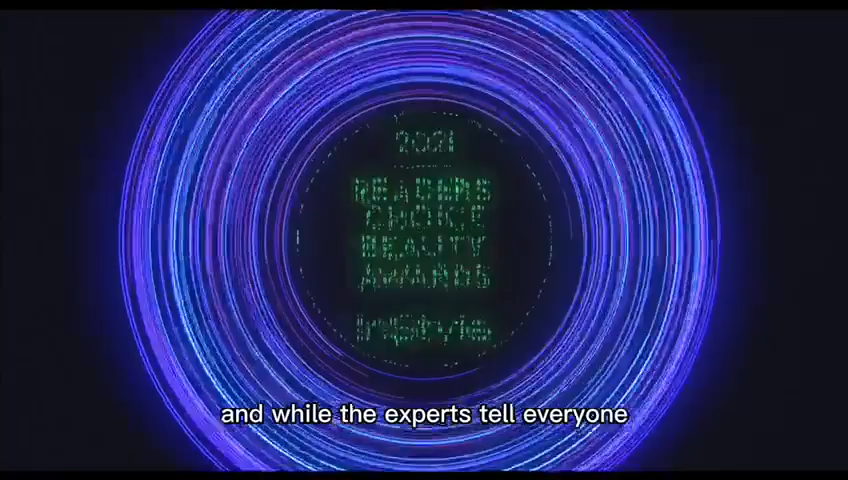 2021
READERS
CHOICE
BEAUTY
AWARDS
InStyle
and while the experts tell everyone